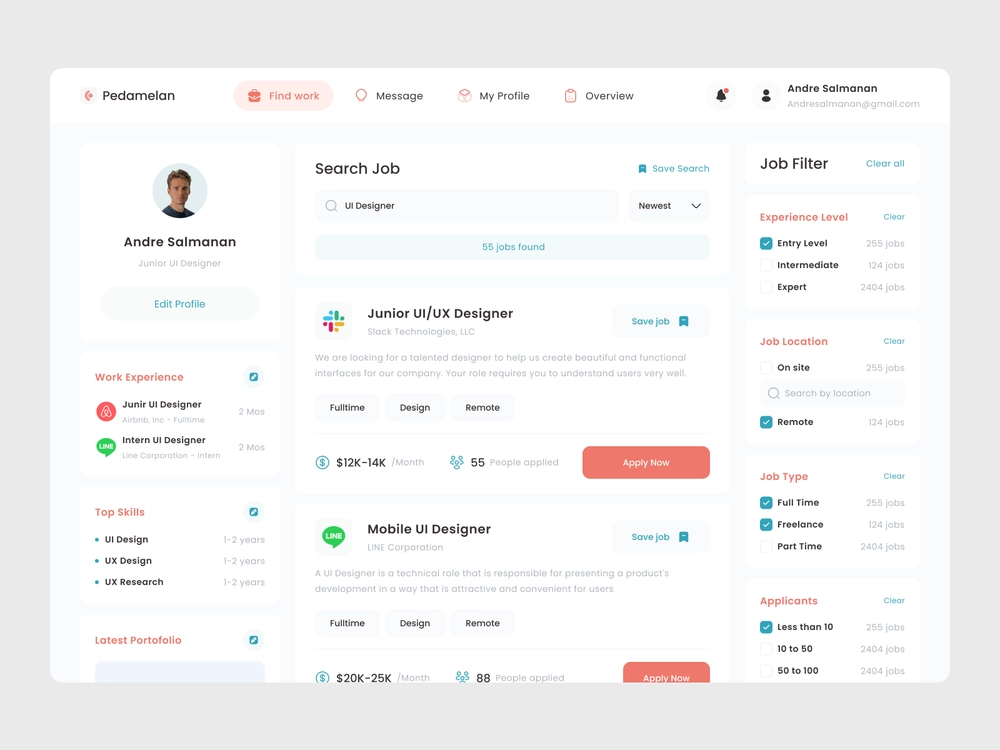 Pedamelan
Find work
Message
My Profile
Overview
Andre Salmanan
Andresalmanan@gmail.com
Andre Salmanan
Junior UI Designer
Edit Profile
Work Experience
Junir UI Designer
Airbnb, Inc - Fulltime
2 Mos
LINE
Intern UI Designer
Line Corporation - Intern
2 Mos
Top Skills
UI Design
1-2 years
UX Design
1-2 years
UX Research
1-2 years
Latest Portofolio
Search Job
Save Search
UI Designer
Newest
55 jobs found
Junior UI/UX Designer
Slack Technologies, LLC
Save job
We are looking for a talented designer to help us create beautiful and functional
interfaces for our company. Your role requires you to understand users very well.
Fulltime
Design
Remote
$12K-14K /Month
55 People applied
Apply Now
LINE
Mobile UI Designer
LINE Corporation
Save job
A UI Designer is a technical role that is responsible for presenting a product's
development in a way that is attractive and convenient for users
Fulltime
Design
Remote
$20K-25K /Month
88 People applied
Apply Now
Job Filter
Clear all
Experience Level
Clear
Entry Level
255 jobs
Intermediate
124 jobs
Expert
2404 jobs
Job Location
Clear
On site
255 jobs
Search by location
Remote
124 jobs
Job Type
Clear
Full Time
255 jobs
Freelance
124 jobs
Part Time
2404 jobs
Applicants
Clear
Less than 10
255 jobs
10 to 50
2404 jobs
50 to 100
2404 jobs